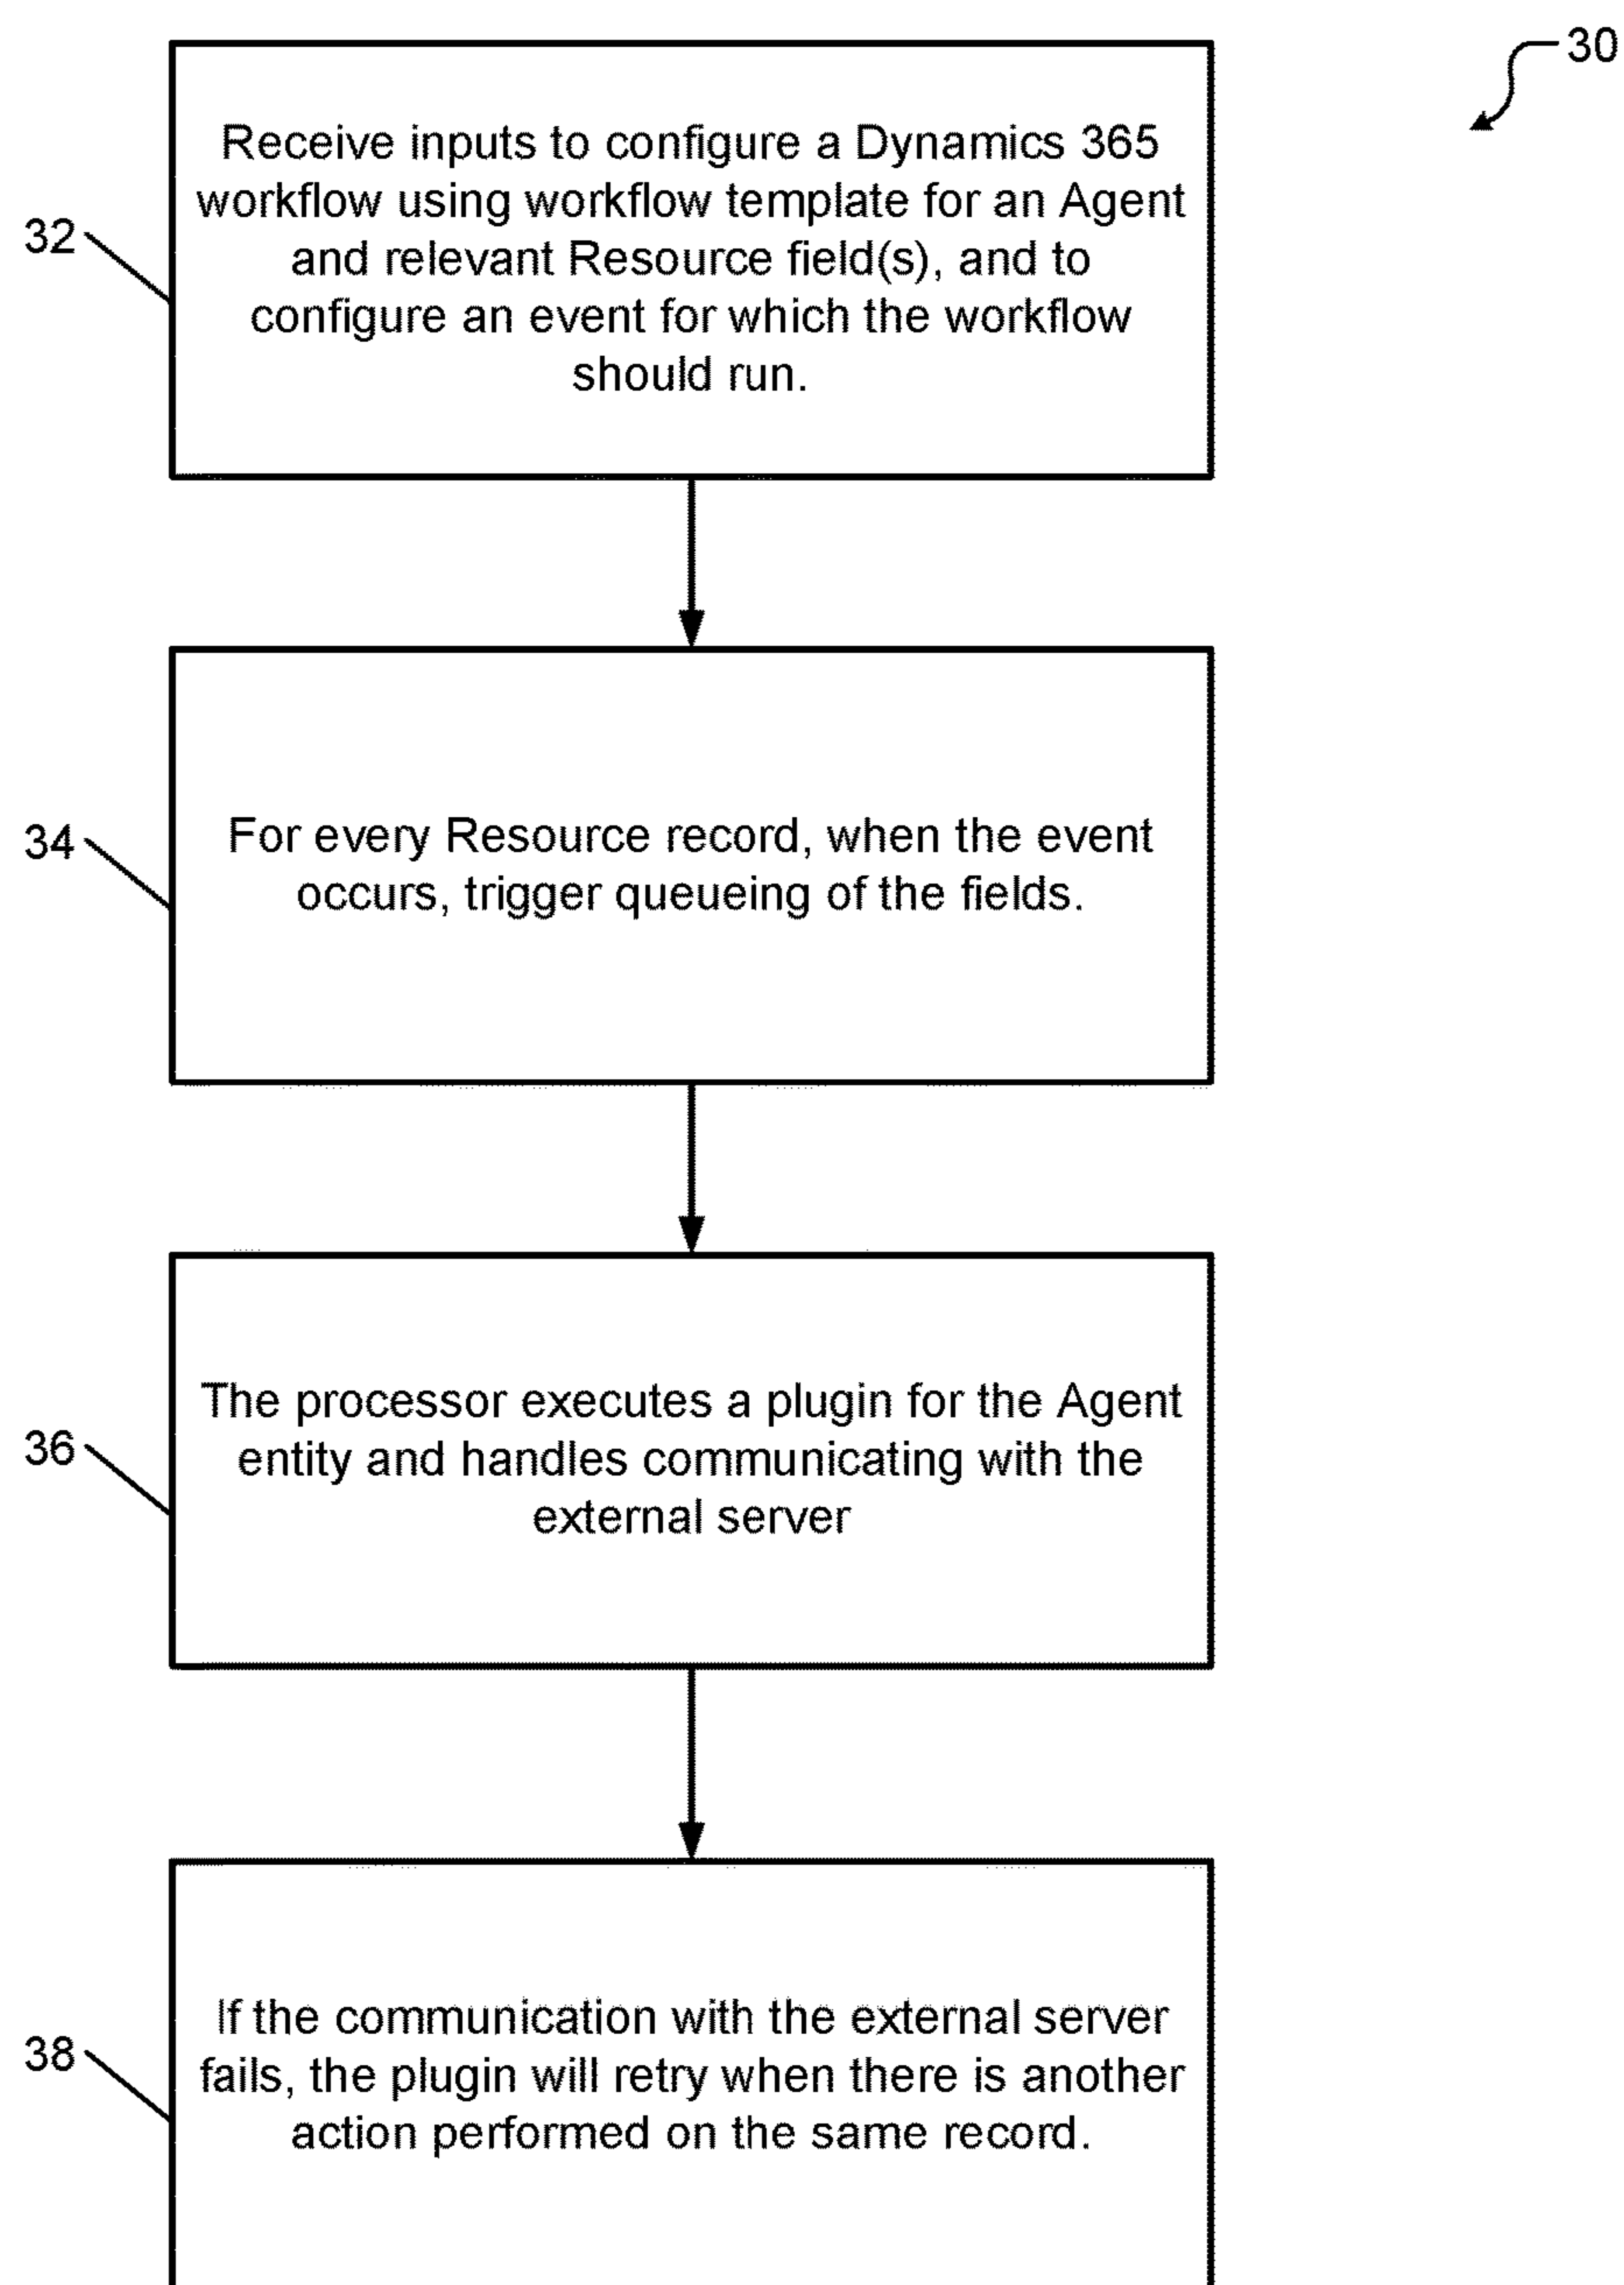 30
32
Receive inputs to configure a Dynamics 365
workflow using workflow template for an Agent
and relevant Resource field(s), and to
configure an event for which the workflow
should run.
34
For every Resource record, when the event
occurs, trigger queueing of the fields.
36
The processor executes a plugin for the Agent
entity and handles communicating with the
external server
38
If the communication with the external server
fails, the plugin will retry when there is another
action performed on the same record.